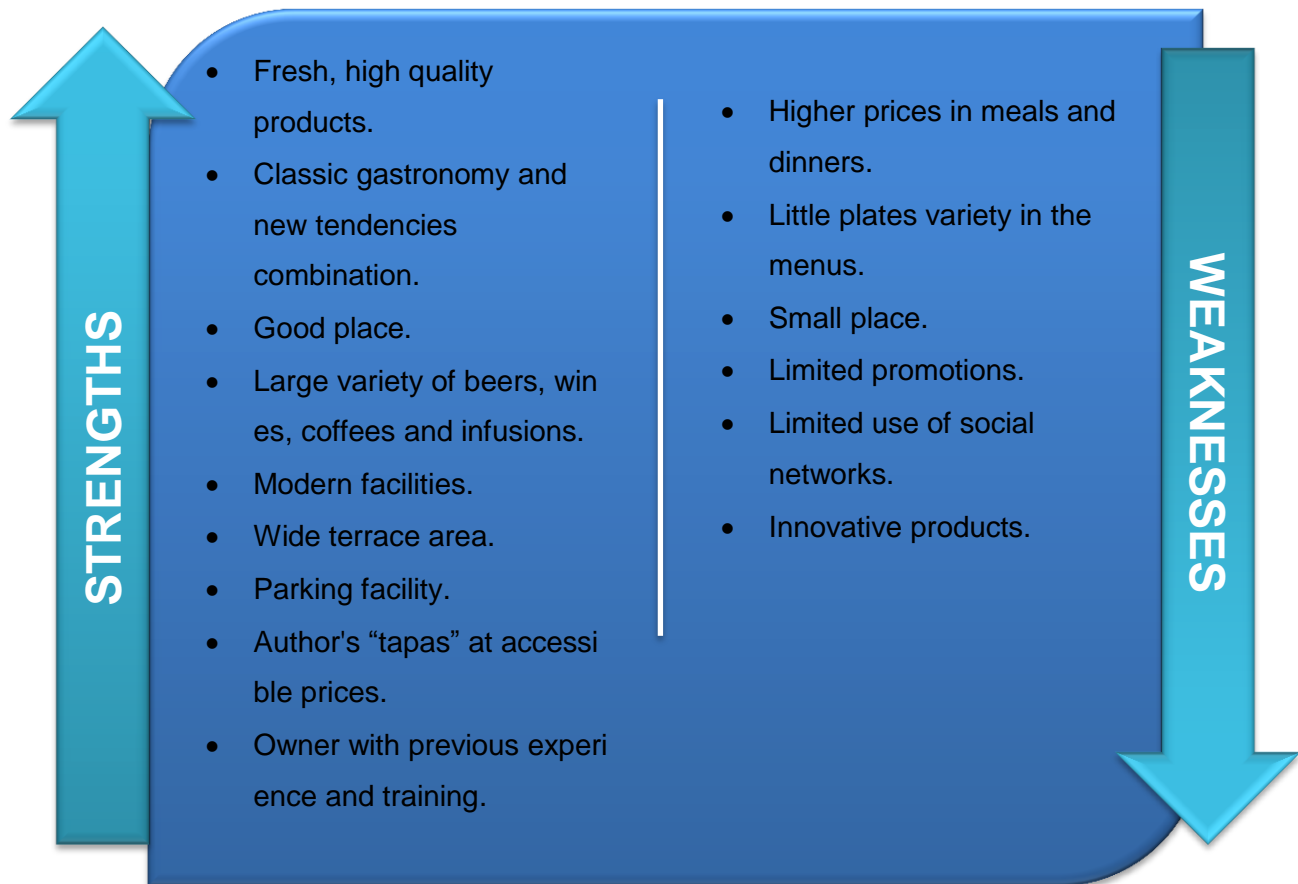 STRENGTHS
• Fresh, high quality
products.
• Classic gastronomy and
new tendencies
combination.
• Good place.
• Large variety of beers, win
es, coffees and infusions.
• Modern facilities.
• Wide terrace area.
• Parking facility.
• Author's “tapas” at accessi
ble prices.
• Owner with previous experi
ence and training.
• Higher prices in meals and
dinners.
• Little plates variety in the
menus.
• Small place.
• Limited promotions.
• Limited use of social
networks.
• Innovative products.
WEAKNESSES